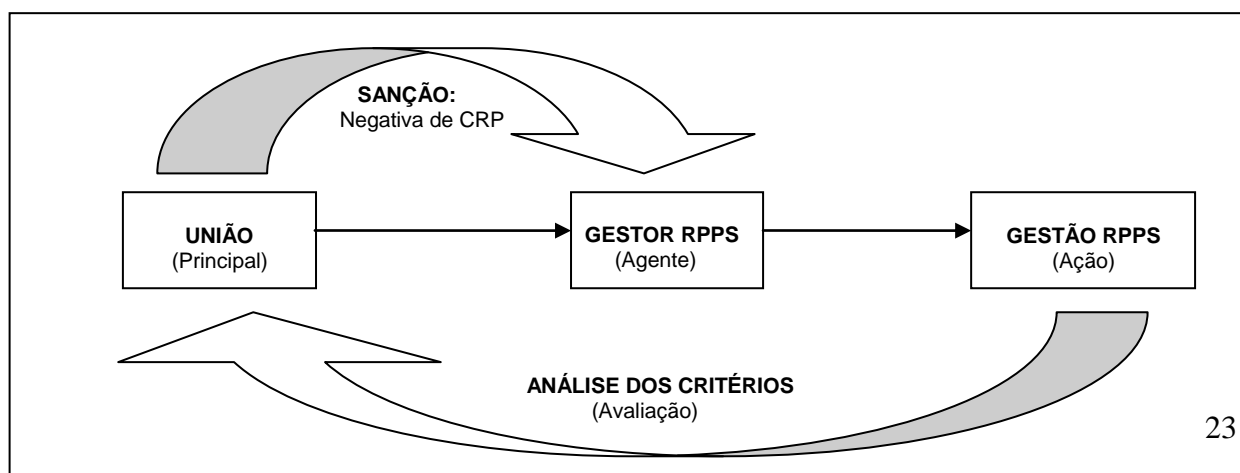 SANÇÃO:
Negativa de CRP
UNIÃO
(Principal)
GESTOR RPPS
(Agente)
GESTÃO RPPS
(Ação)
ANÁLISE DOS CRITÉRIOS
(Avaliação)
23